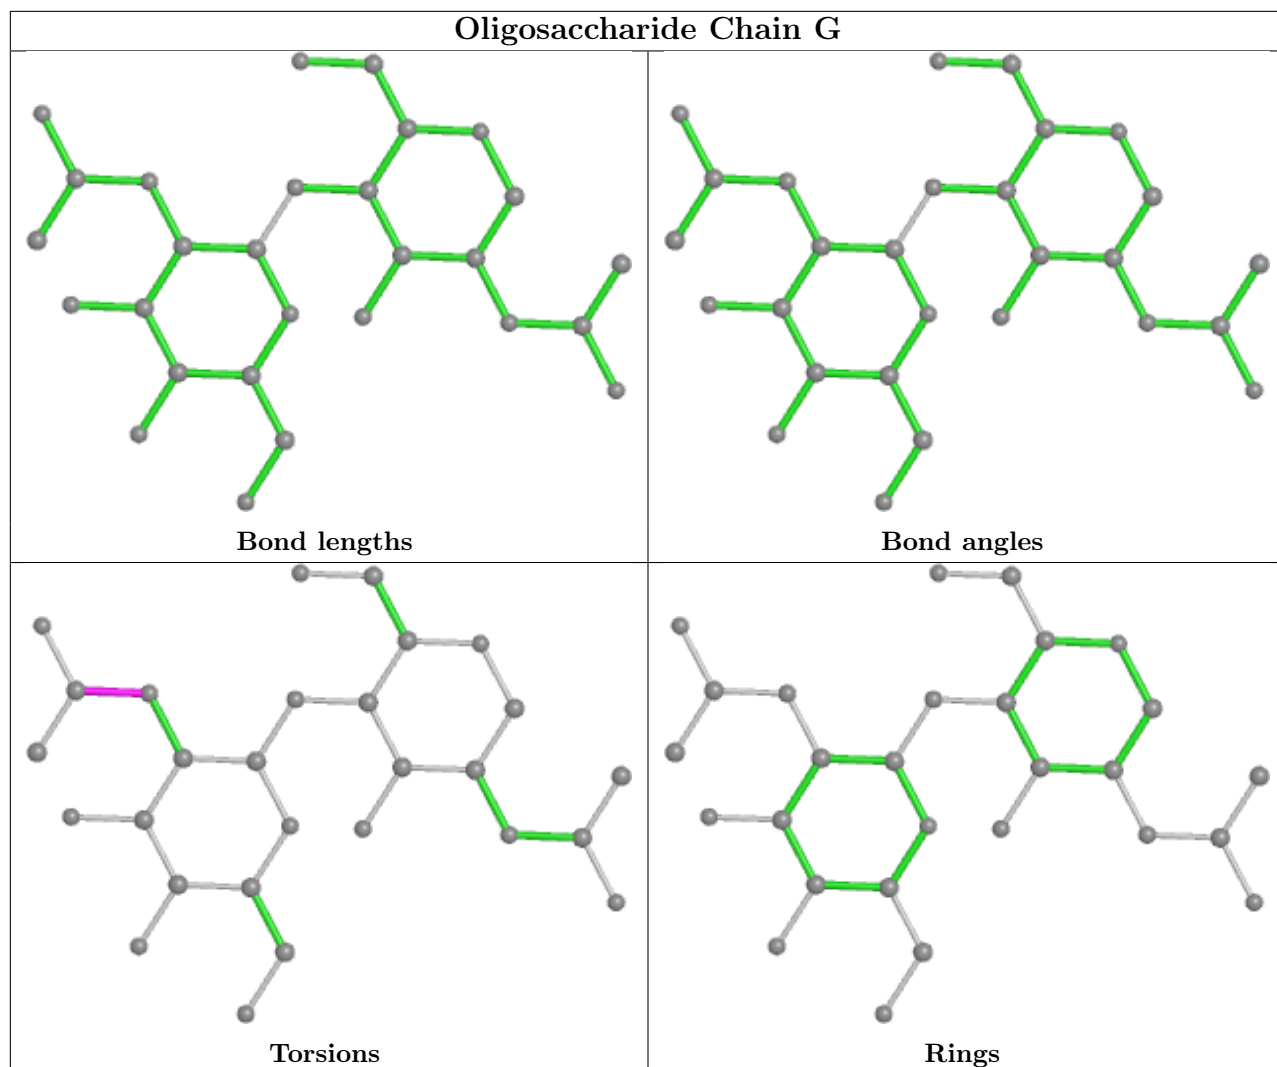 Oligosaccharide Chain G
Bond lengths
Bond angles
Torsions
Rings